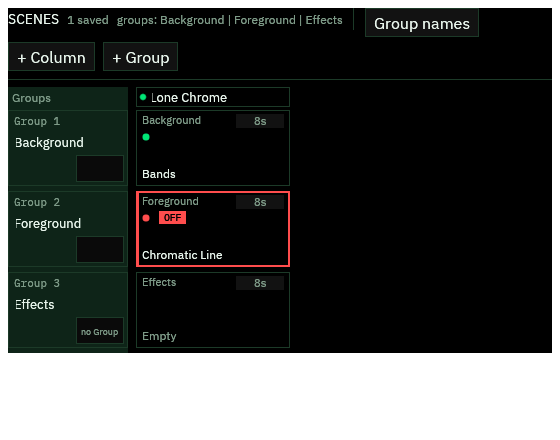 SCENES 1 saved groups: Background | Foreground | Effects Group names
+ Column + Group
Groups Lone Chrome
Group 1 Background 8s
Background
Bands
Group 2 Foreground 8s
OFF
Foreground
Chromatic Line
Group 3 Effects 8s
Effects
no Group Empty